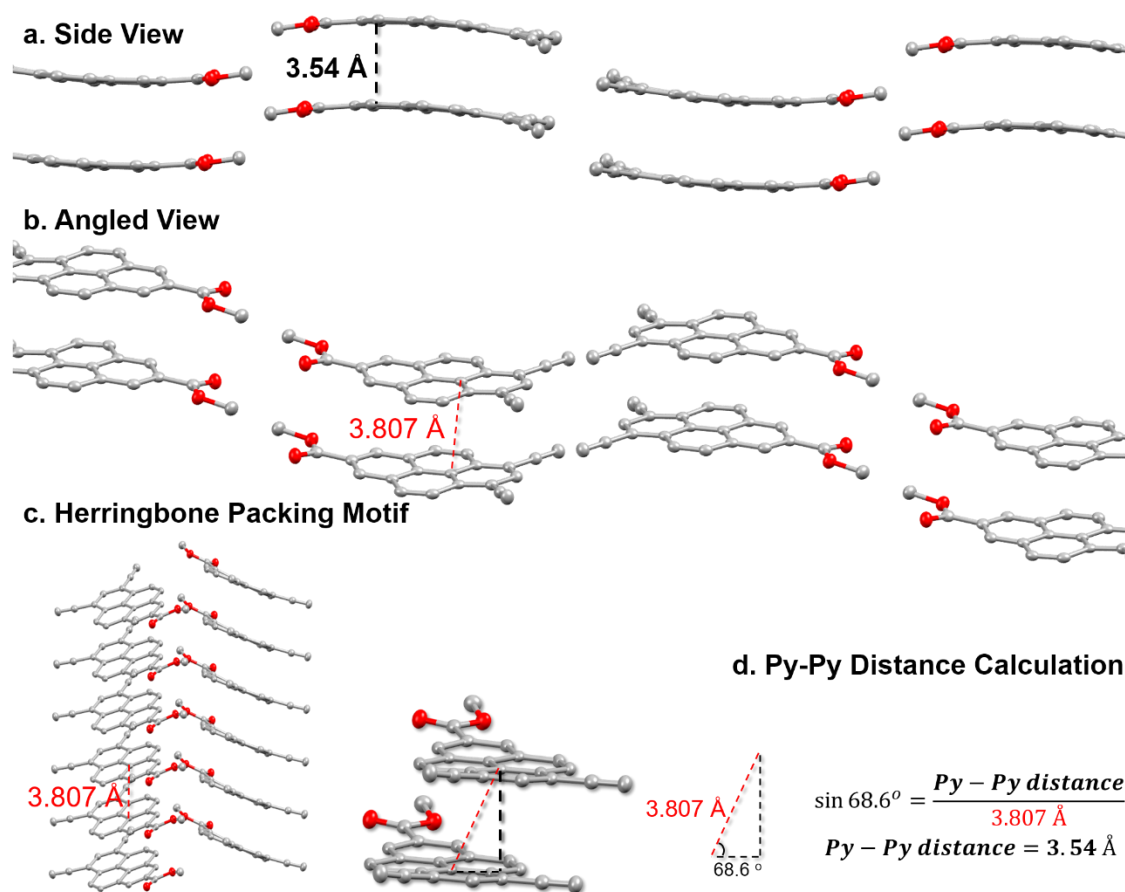 a. Side View
3.54 Å
b. Angled View
3.807 Å
c. Herringbone Packing Motif
3.807 Å
d. Py-Py Distance Calculation
3.807 Å
68.6 o
sin 68.6o = Py − Py distance
3.807 Å
Py − Py distance = 3.54 Å